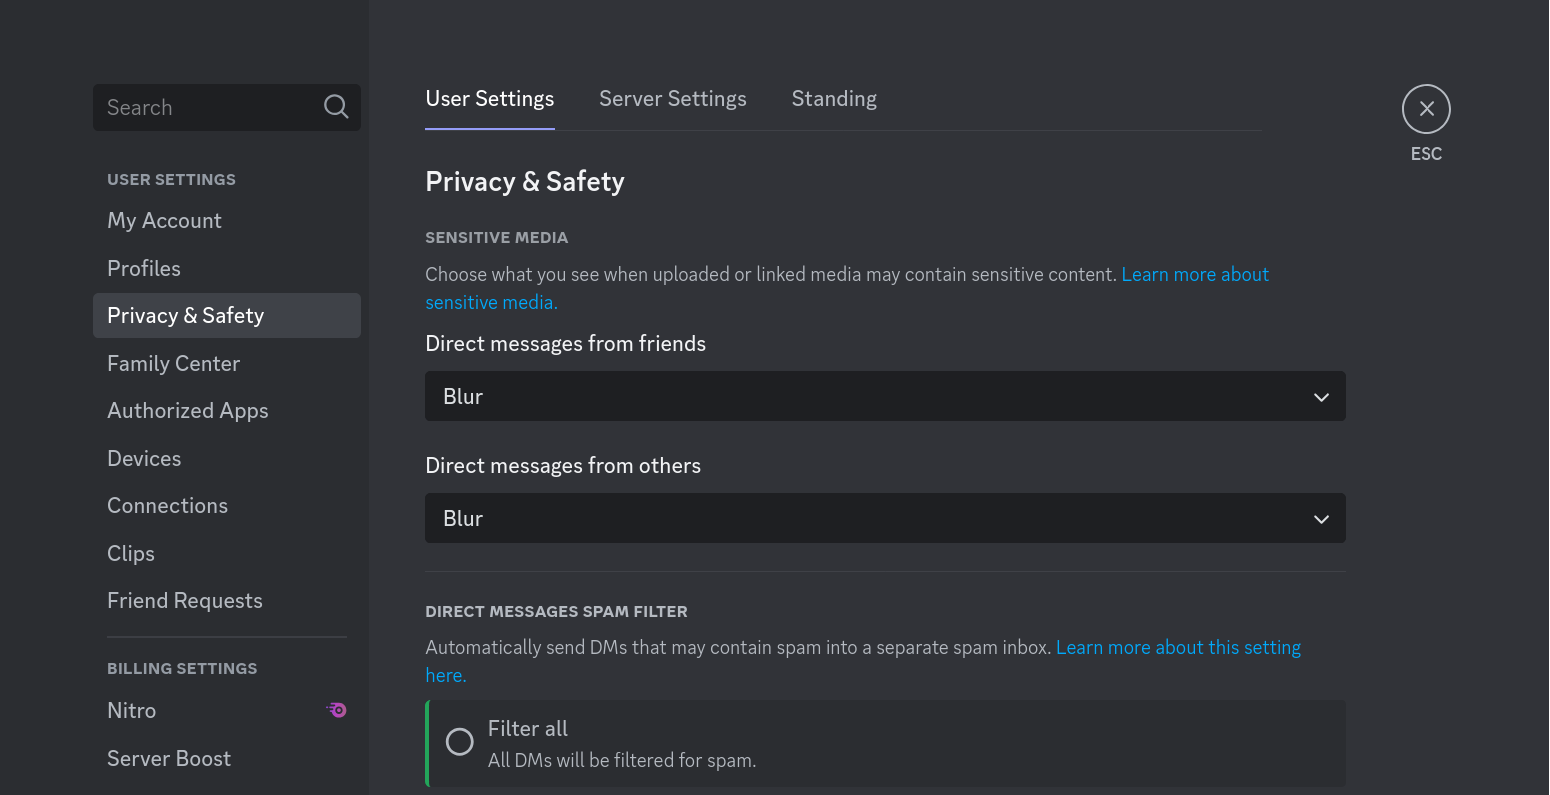 Search
USER SETTINGS
My Account
Profiles
Privacy & Safety
Family Center
Authorized Apps
Devices
Connections
Clips
Friend Requests
BILLING SETTINGS
Nitro
Server Boost
User Settings
Server Settings
Standing
Privacy & Safety
SENSITIVE MEDIA
Choose what you see when uploaded or linked media may contain sensitive content. Learn more about
sensitive media.
Direct messages from friends
Blur
Direct messages from others
Blur
DIRECT MESSAGES SPAM FILTER
Automatically send DMs that may contain spam into a separate spam inbox. Learn more about this setting
here.
Filter all
All DMs will be filtered for spam.
ESC